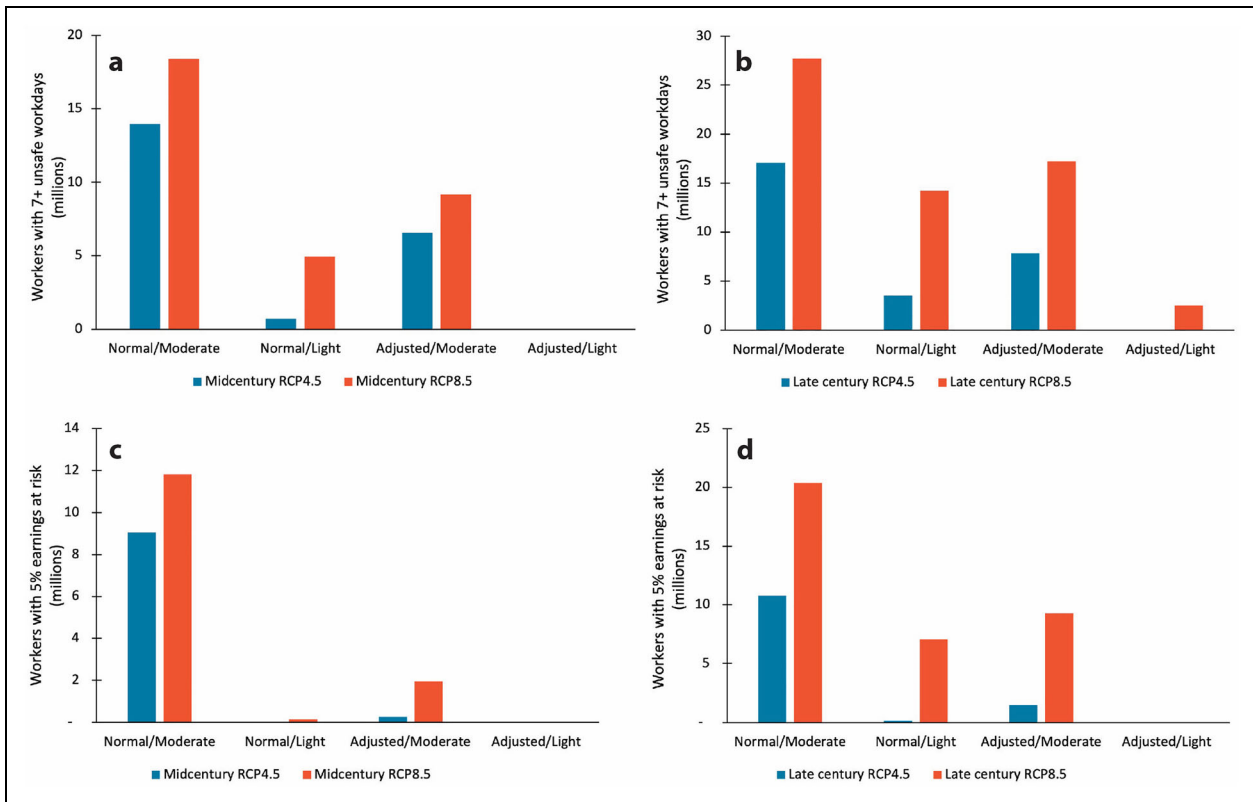 a
Workers with 7+ unsafe workdays
(millions)
20
15
10
5
0
Normal/Moderate Normal/Light Adjusted/Moderate Adjusted/Light
Midcentury RCP4.5 Midcentury RCP8.5
b
Workers with 7+ unsafe workdays
(millions)
30
25
20
15
10
5
0
Normal/Moderate Normal/Light Adjusted/Moderate Adjusted/Light
Late century RCP4.5 Late century RCP8.5
c
Workers with 5% earnings at risk
(millions)
14
12
10
8
6
4
2
-
Normal/Moderate Normal/Light Adjusted/Moderate Adjusted/Light
Midcentury RCP4.5 Midcentury RCP8.5
d
Workers with 5% earnings at risk
(millions)
25
20
15
10
5
-
Normal/Moderate Normal/Light Adjusted/Moderate Adjusted/Light
Late century RCP4.5 Late century RCP8.5